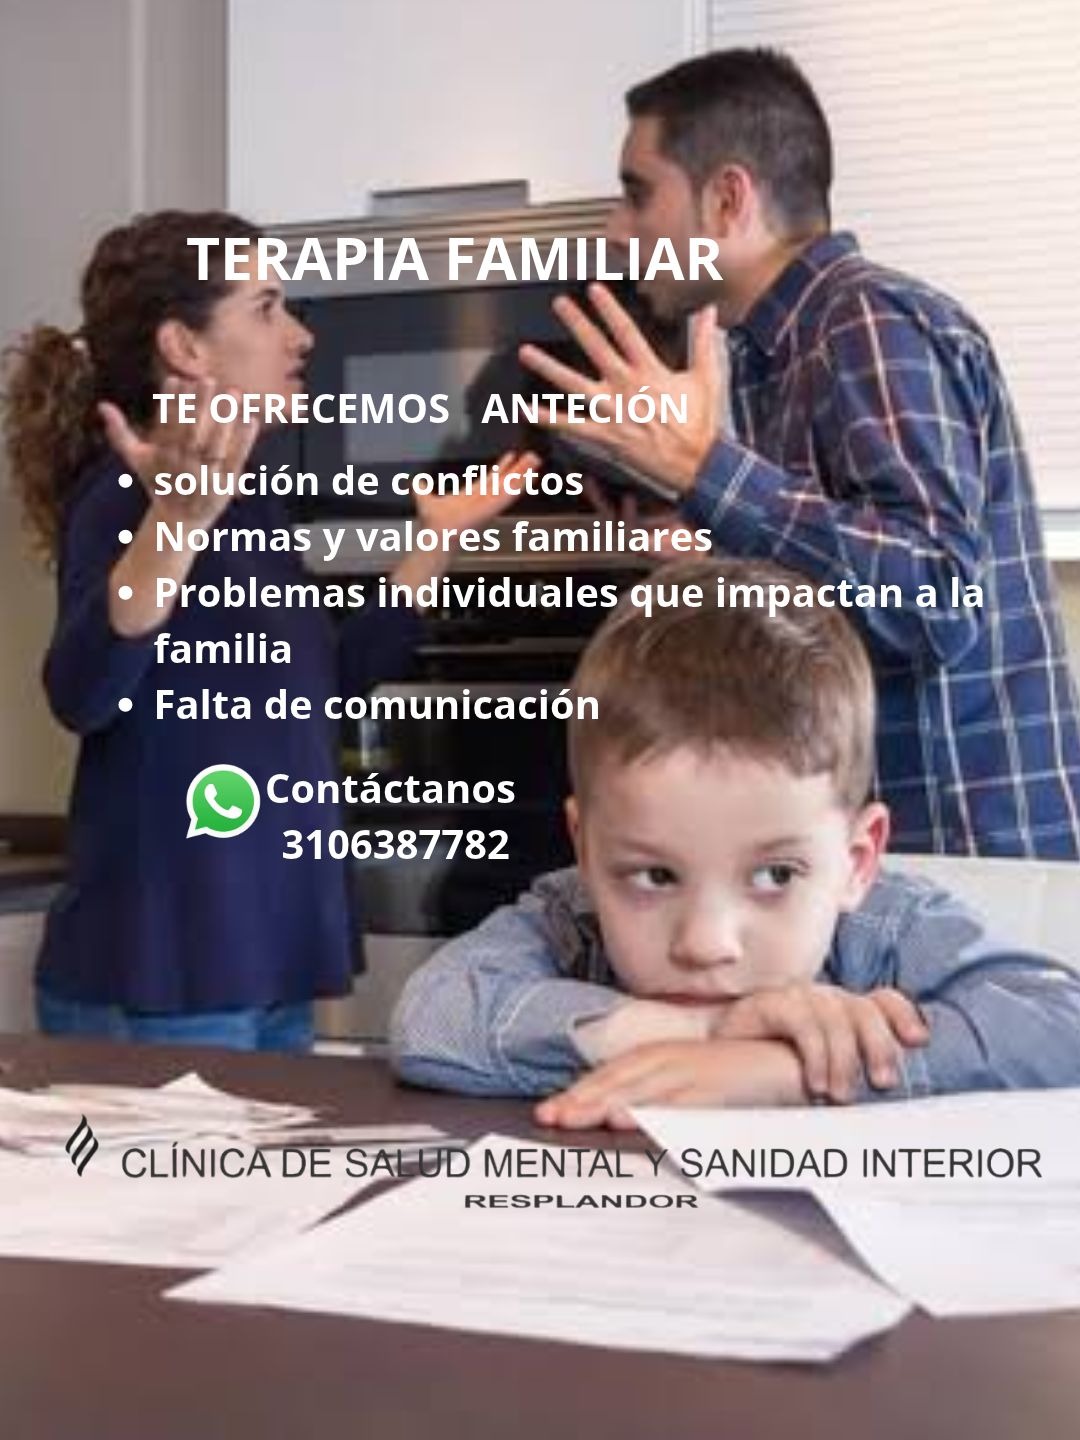 TERAPIA FAMILIAR
TE OFRECEMOS ANTECIÓN
• solución de conflictos
• Normas y valores familiares
• Problemas individuales que impactan a la
familia
• Falta de comunicación
Contáctanos
3106387782
CLÍNICA DE SALUD MENTAL Y SANIDAD INTERIOR
RESPLANDOR